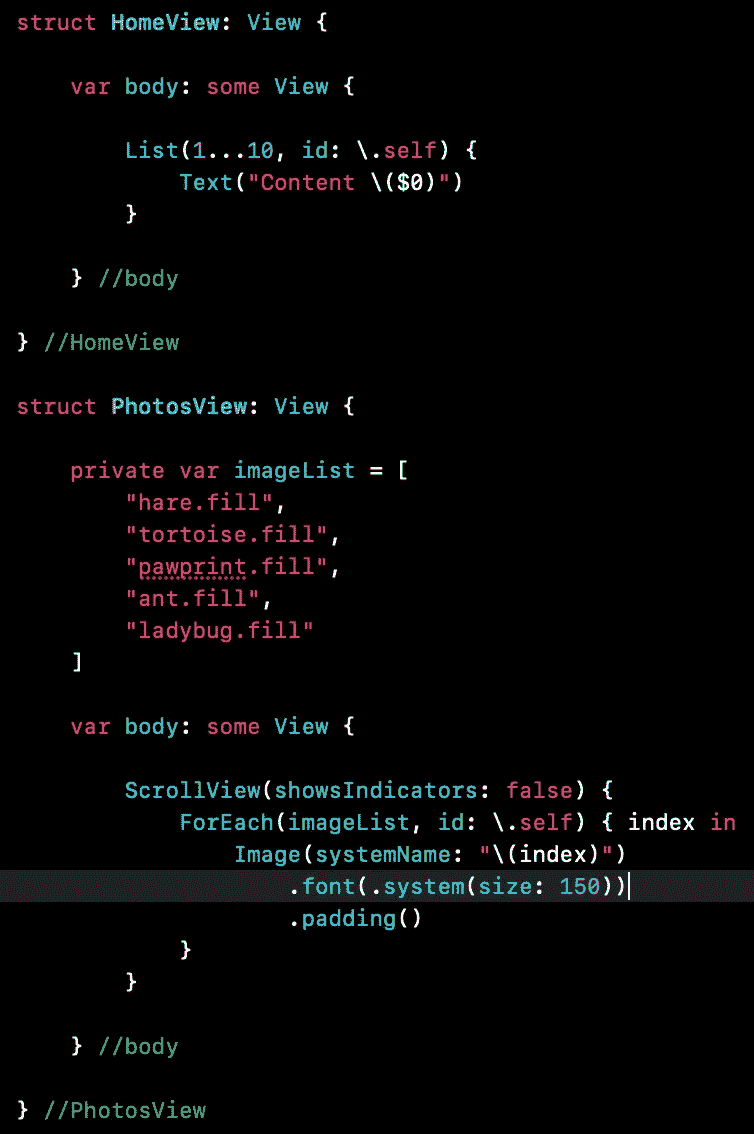 struct HomeView: View {
    var body: some View {
        List(1...10, id: \.self) {
            Text("Content \($0)")
        }
    } //body
} //HomeView
struct PhotosView: View {
    private var imageList = [
        "hare.fill",
        "tortoise.fill",
        "pawprint.fill",
        "ant.fill",
        "ladybug.fill"
    ]
    var body: some View {
        ScrollView(showsIndicators: false) {
            ForEach(imageList, id: \.self) { index in
                Image(systemName: "\(index)")
                    .font(.system(size: 150))
                    .padding()
            }
        }
    } //body
} //PhotosView